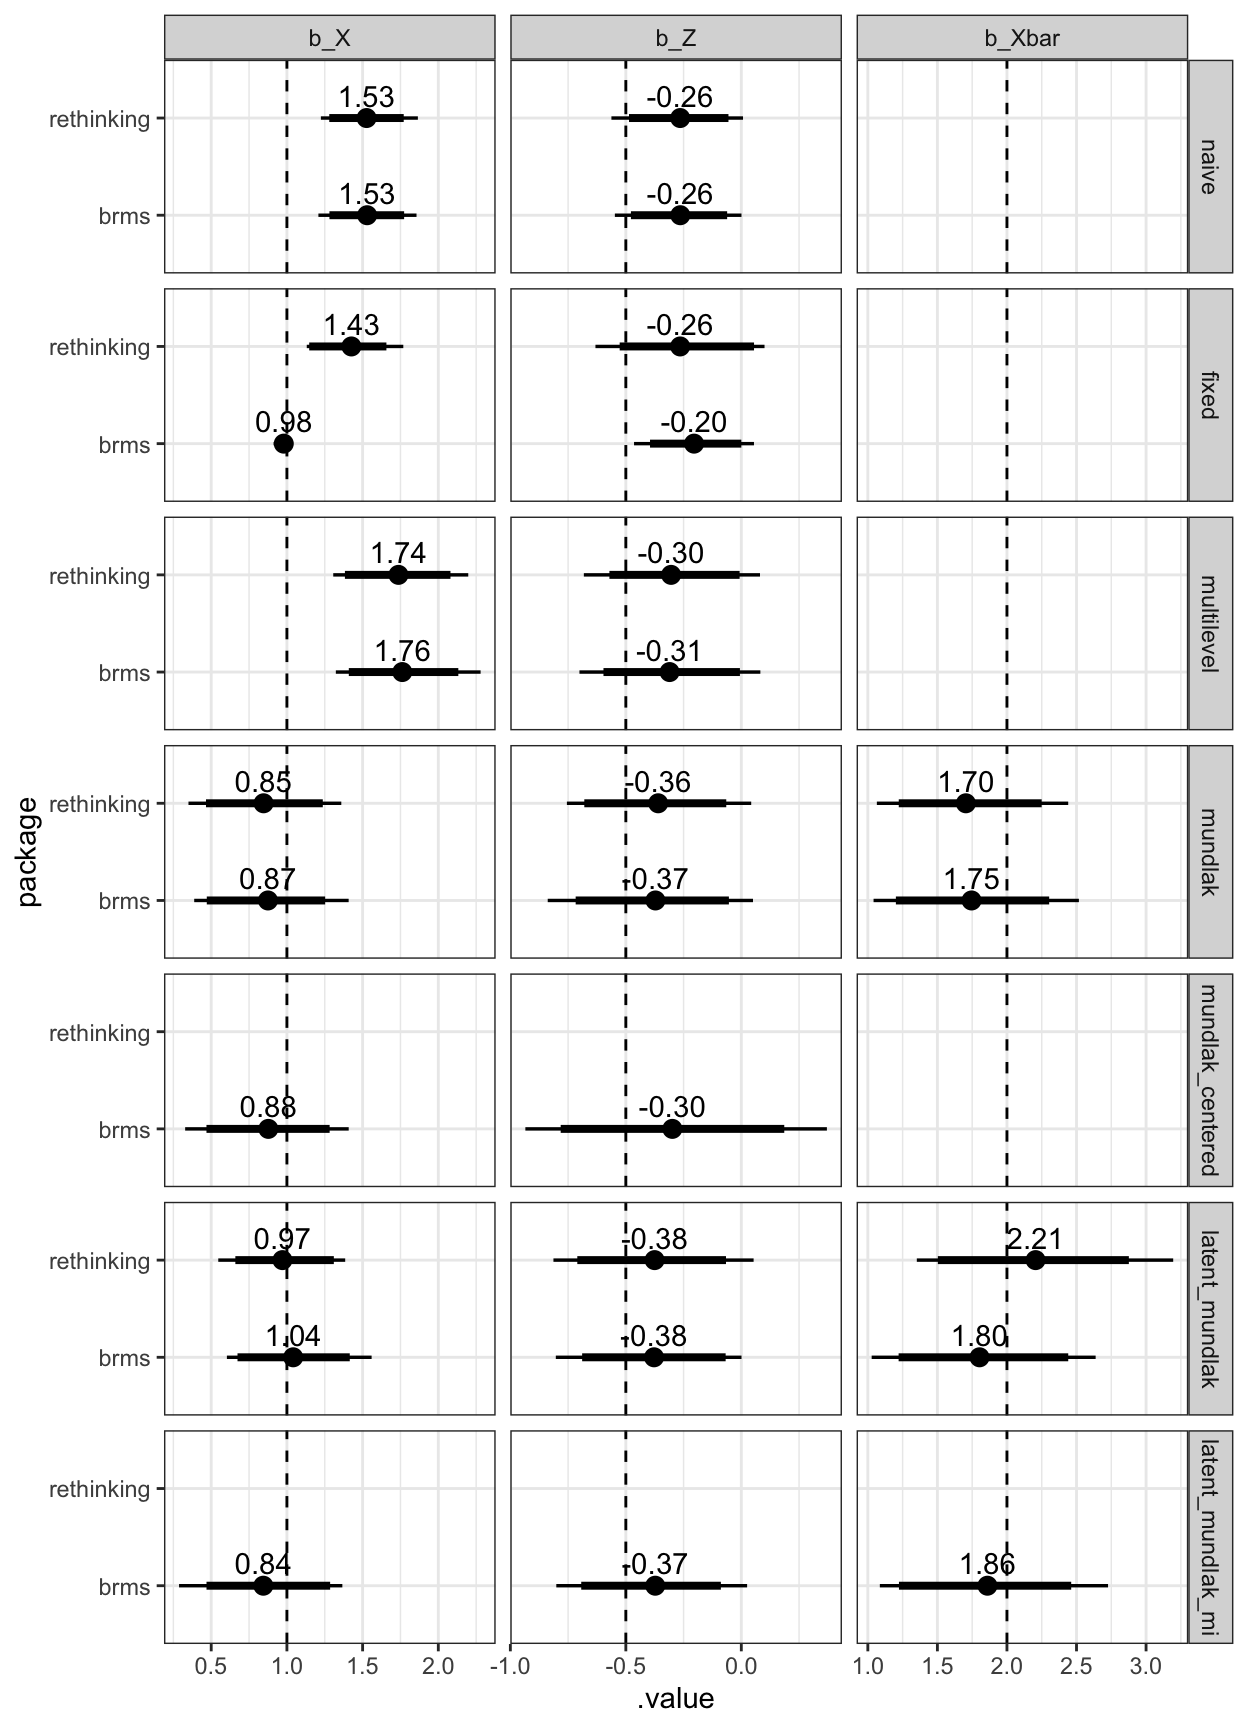 b_X b_Z b_Xbar
rethinking 1.53 -0.26
brms 1.53 -0.26
naive
rethinking 1.43 -0.26
brms 0.98 -0.20
fixed
rethinking 1.74 -0.30
brms 1.76 -0.31
multilevel
rethinking 0.85 -0.36 1.70
brms 0.87 -0.37 1.75
mundlak
package
rethinking
brms 0.88 -0.30
mundlak_centered
rethinking 0.97 -0.38 2.21
brms 1.04 -0.38 1.80
latent_mundlak
rethinking
brms 0.84 -0.37 1.86
latent_mundlak_mi
0.5 1.0 1.5 2.0 -1.0 -0.5 0.0 1.0 1.5 2.0 2.5 3.0
.value